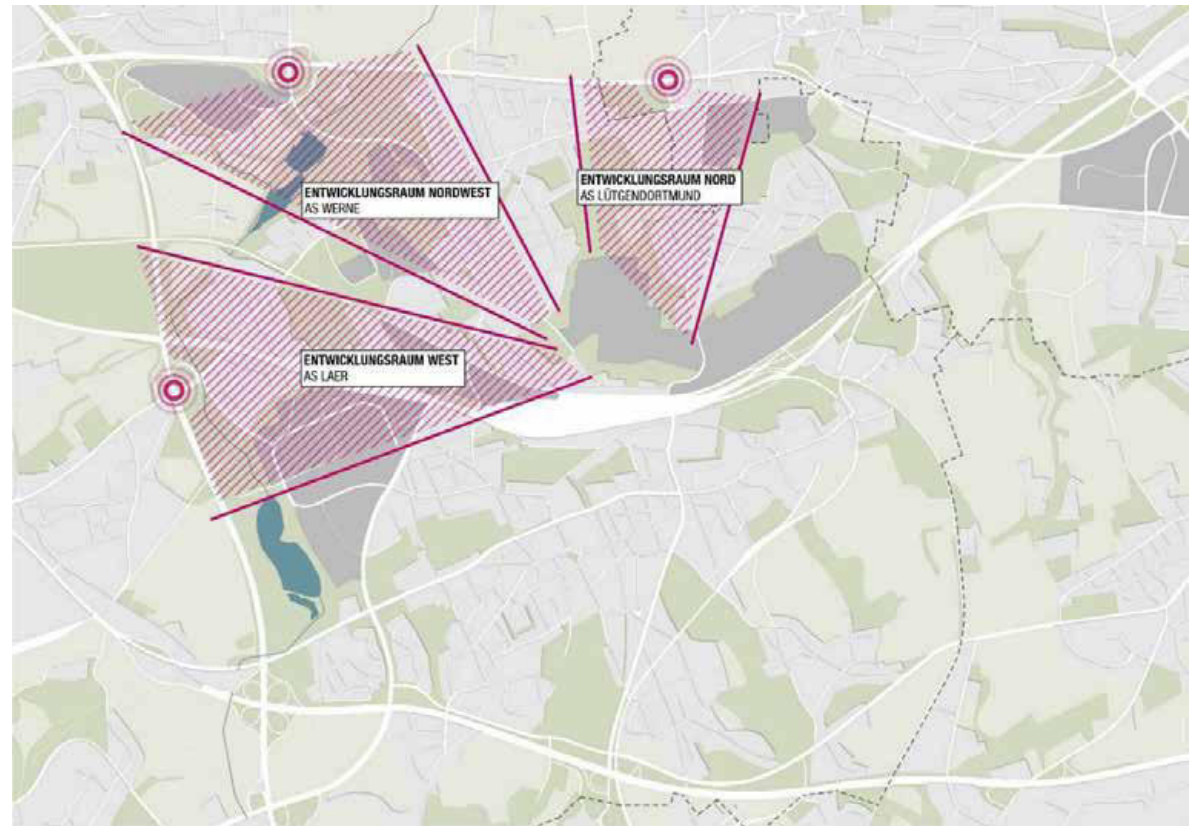 ENTWICKLUNGSRAUM NORDWEST
AS WERNE
ENTWICKLUNGSRAUM NORD
AS LÜTGENDORTMUND
ENTWICKLUNGSRAUM WEST
AS LAER